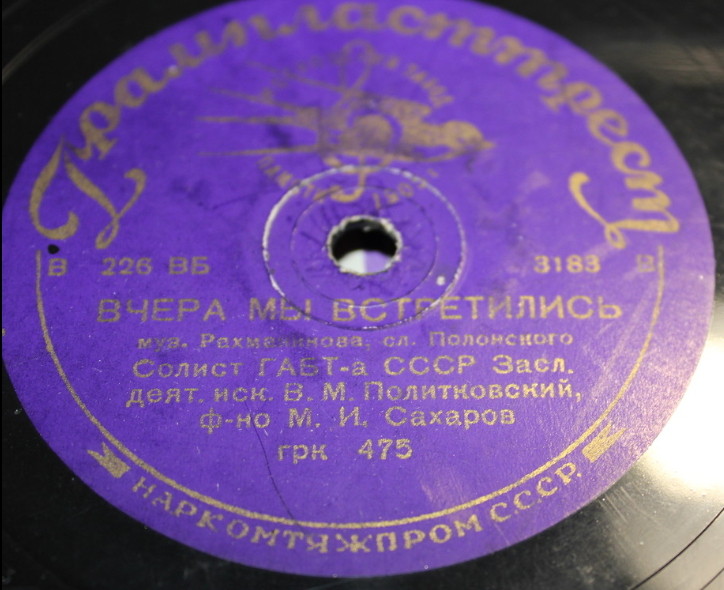 Грампласттрест
В 226 ВБ 3183 В
ВЧЕРА МЫ ВСТРЕТИЛИСЬ
муз. Рахманинова, сл. Полонского
Солист ГАБТ-а СССР Засл.
деят. иск. В. М. Политковский,
ф-но М. И. Сахаров
грк 475
НАРКОМТЯЖПРОМ СССР.